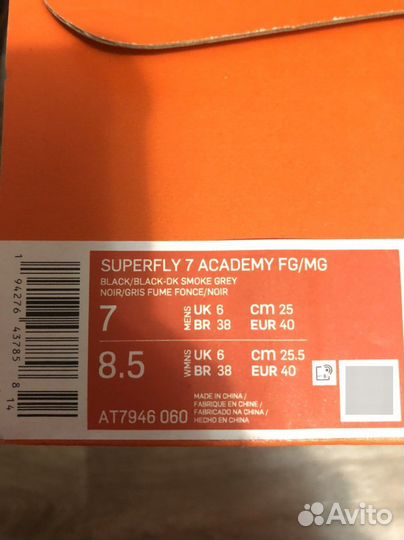 SUPERFLY 7 ACADEMY FG/MG
BLACK/BLACK-DK SMOKE GREY
NOIR/GRIS FUME FONCE/NOIR
7 MENS UK 6 CM 25
BR 38 EUR 40
8.5 WMNS UK 6 CM 25.5
BR 38 EUR 40
AT7946 060
MADE IN CHINA/
FABRIQUE EN CHINE/
FABRICADO NA CHINA/
HECHO EN CHINA
1 94276 43785 8 14
Avito